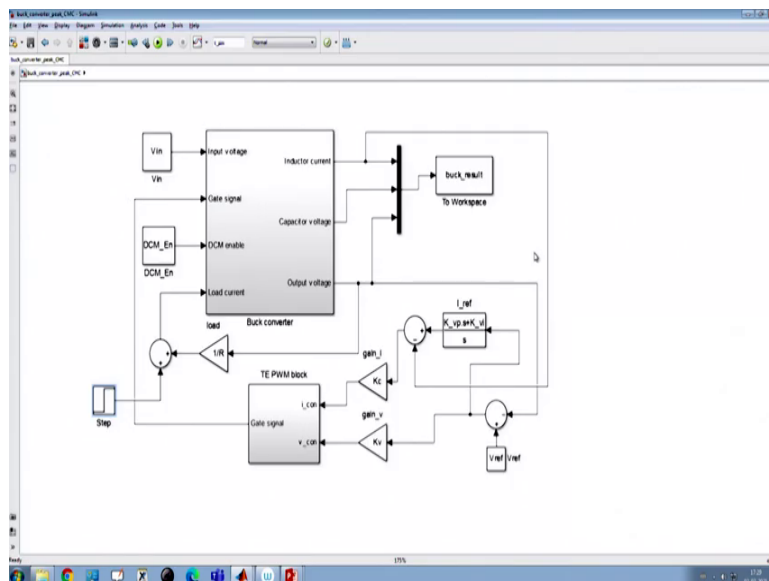 buck_converter_peak_CMC - Simulink
File Edit View Display Diagram Simulation Analysis Code Tools Help
Normal
buck_converter_peak_CMC
buck_converter_peak_CMC
Vin
Vin
Input voltage
Inductor current
buck_result
To Workspace
Gate signal
Capacitor voltage
DCM_En
DCM_En
DCM enable
Load current
Output voltage
Buck converter
load
1/R
I_ref
K_vp.s+K_vi
s
gain_i
Kc
TE PWM block
i_con
Gate signal
v_con
gain_v
Kv
Step
Vref
Vref
Ready
175%
17:28